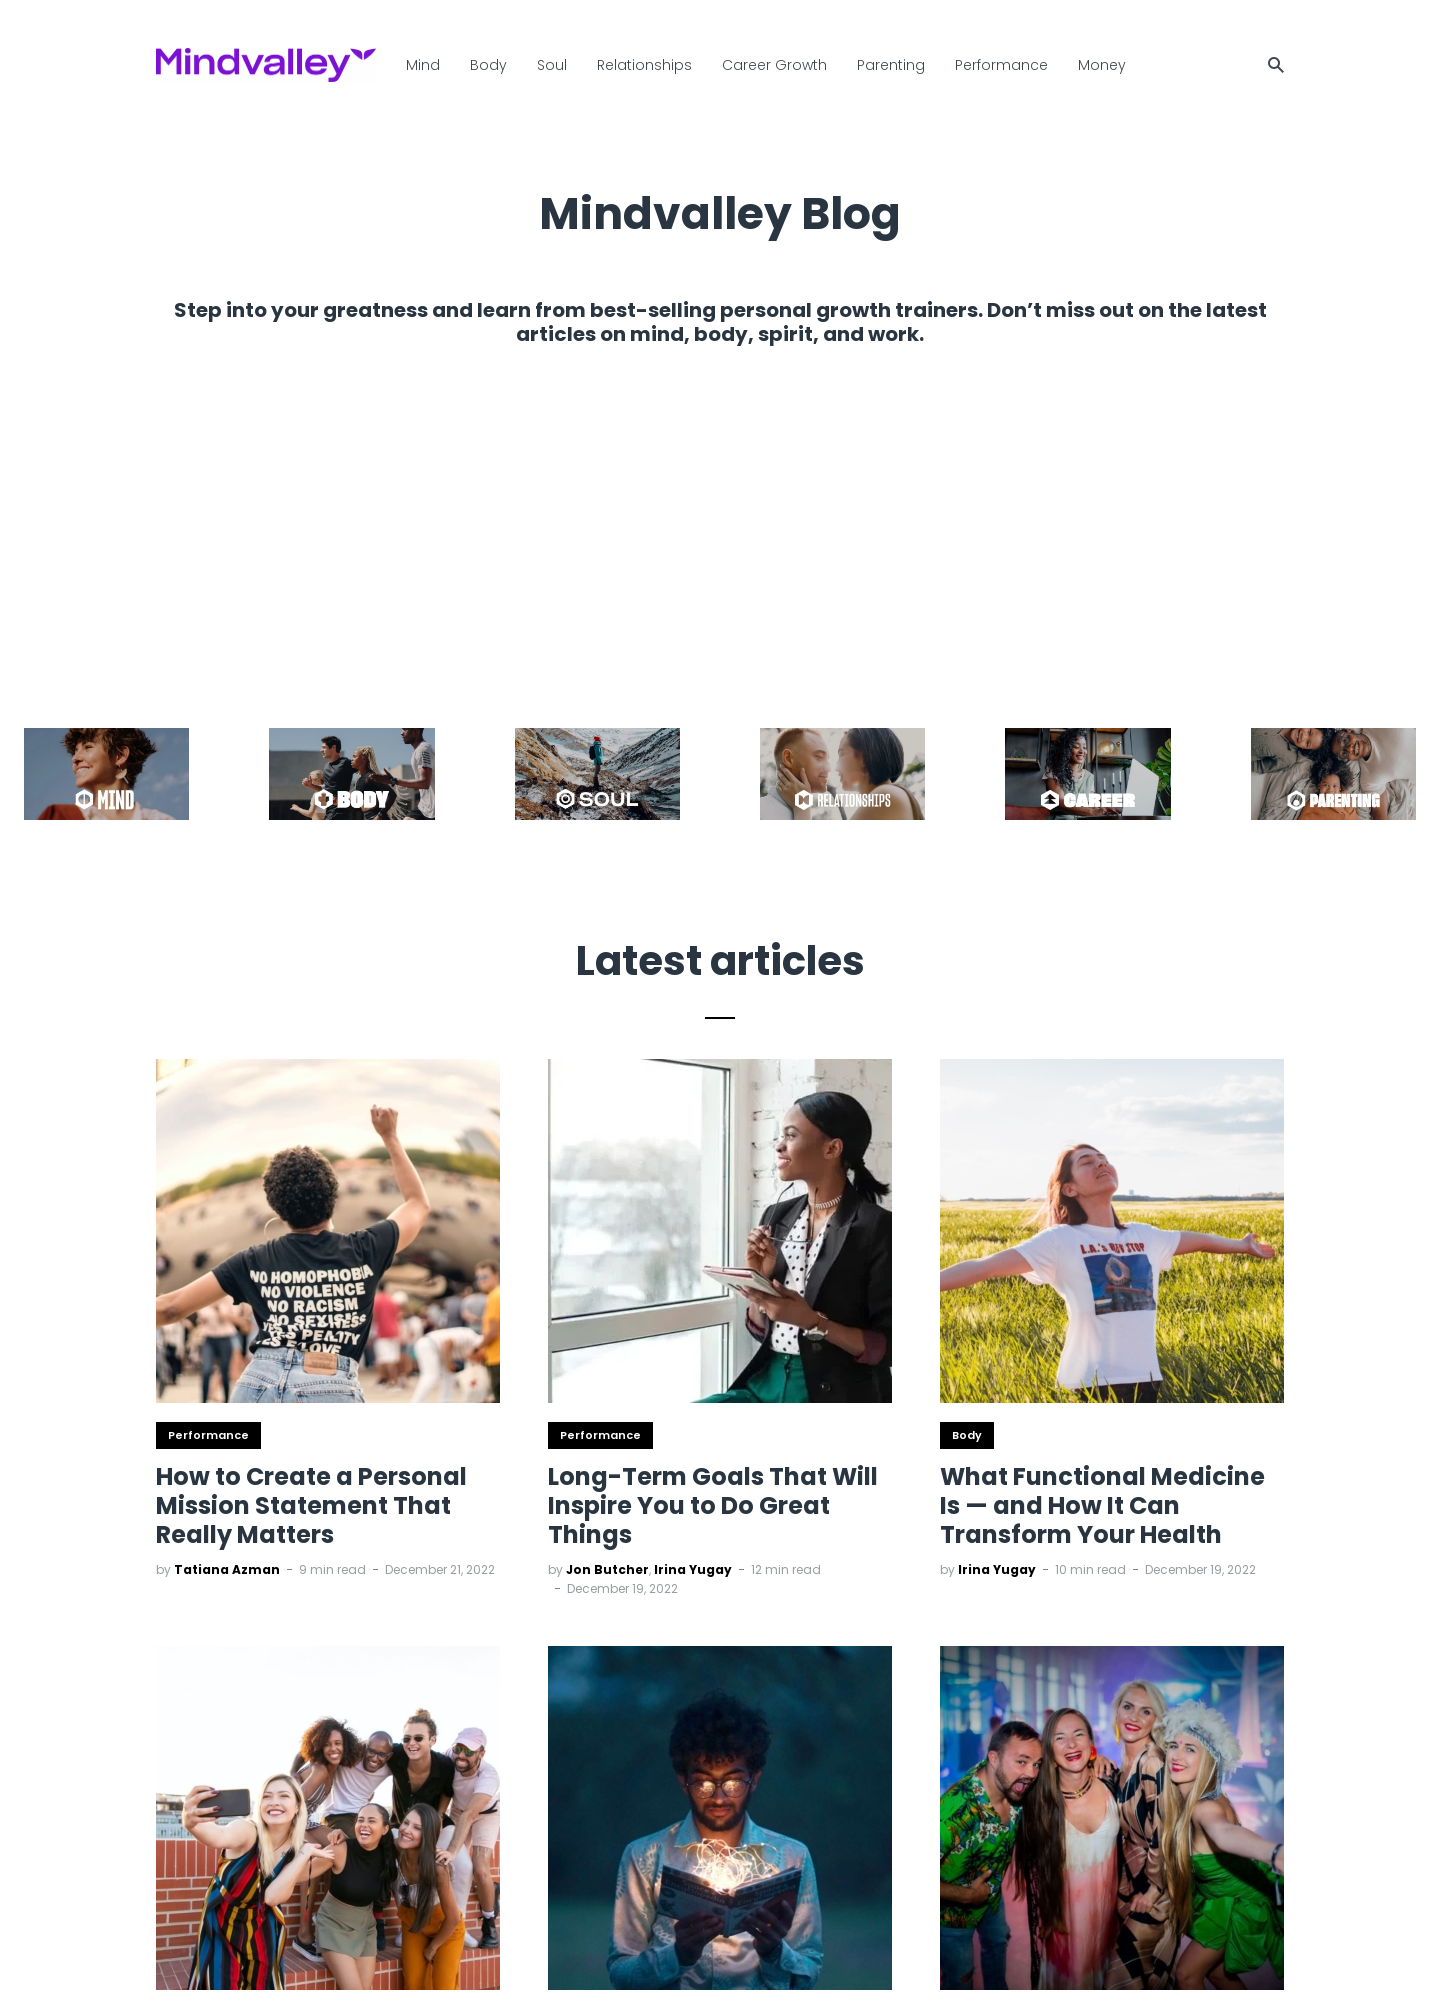 Mindvalley
Mind Body Soul Relationships Career Growth Parenting Performance Money
Mindvalley Blog
Step into your greatness and learn from best-selling personal growth trainers. Don’t miss out on the latest
articles on mind, body, spirit, and work.
MIND
BODY
SOUL
RELATIONSHIPS
CAREER
PARENTING
Latest articles
NO HOMOPHOBIA
NO VIOLENCE
NO RACISM
NO SEXISM
LOVE
L.A.'s
STOP
Performance
How to Create a Personal
Mission Statement That
Really Matters
by Tatiana Azman - 9 min read - December 21, 2022
Performance
Long-Term Goals That Will
Inspire You to Do Great
Things
by Jon Butcher, Irina Yugay - 12 min read
- December 19, 2022
Body
What Functional Medicine
Is — and How It Can
Transform Your Health
by Irina Yugay - 10 min read - December 19, 2022